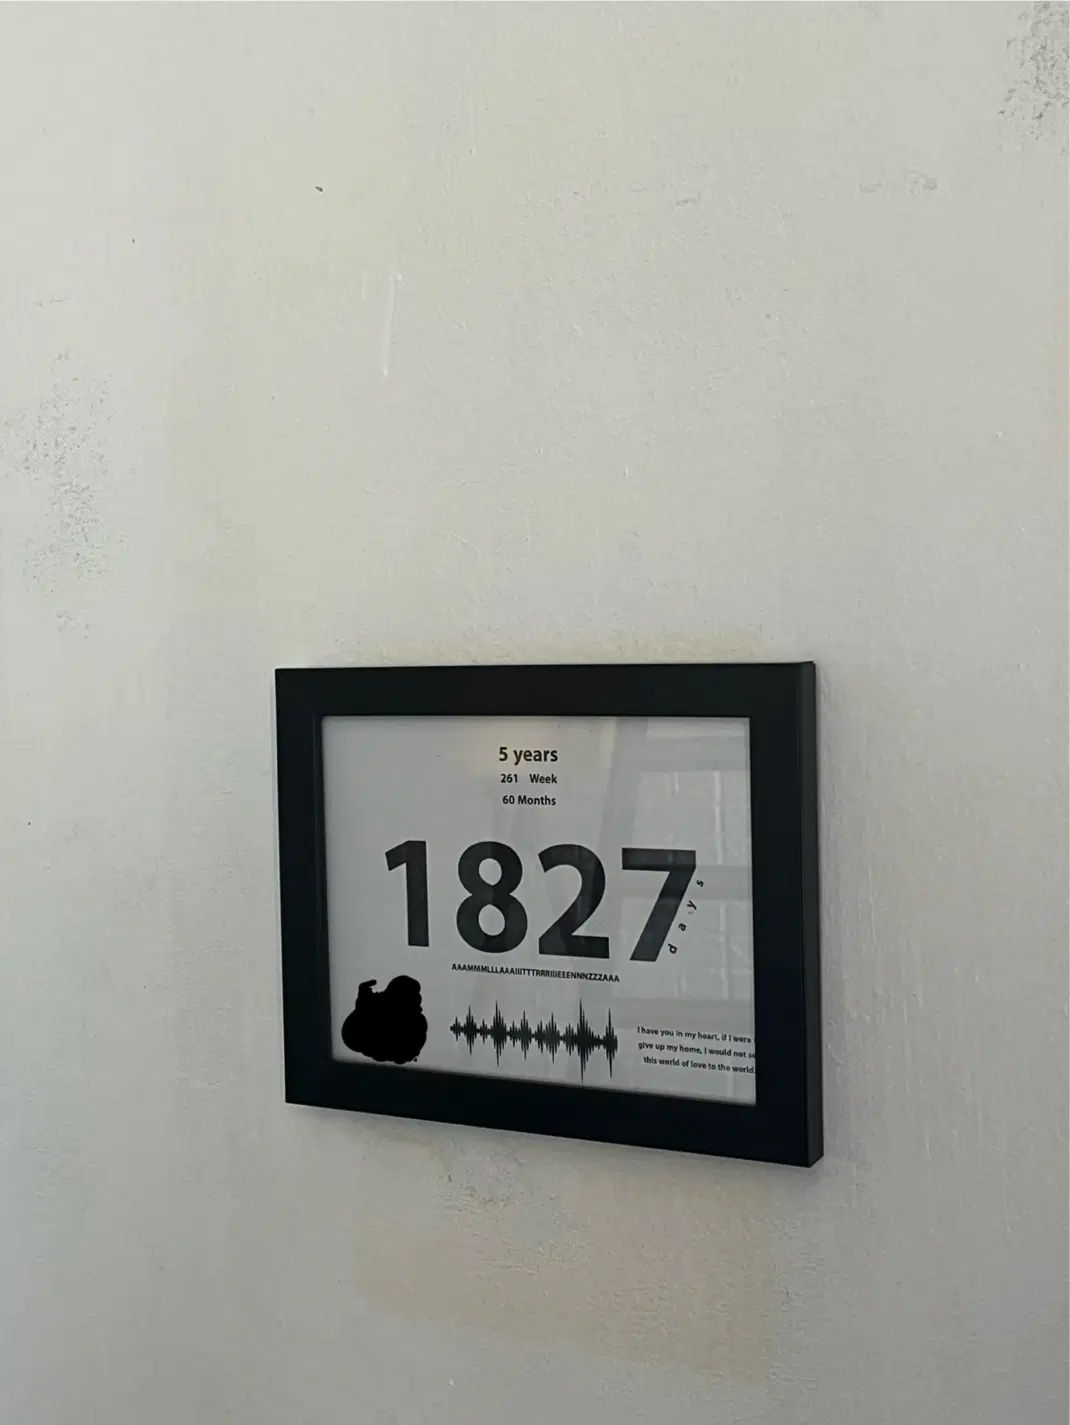 5 years
261 Week
60 Months
1827
days
AAAMMMLLLAAAIIITTTRRRIIIEEENNNZZZAAA
I have you in my heart, if I were
give up my home, I would not
this world of love to the world.